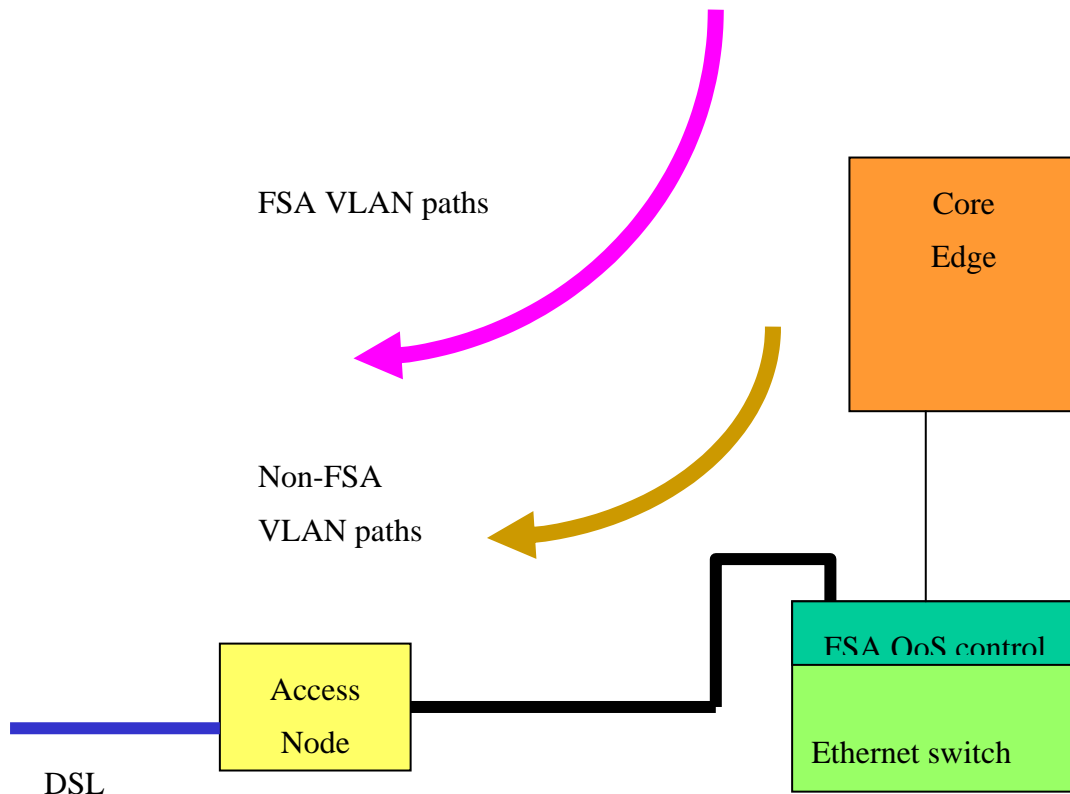 FSA VLAN paths
Core
Edge
Non-FSA
VLAN paths
FSA QoS control
Access
Node
Ethernet switch
DSL